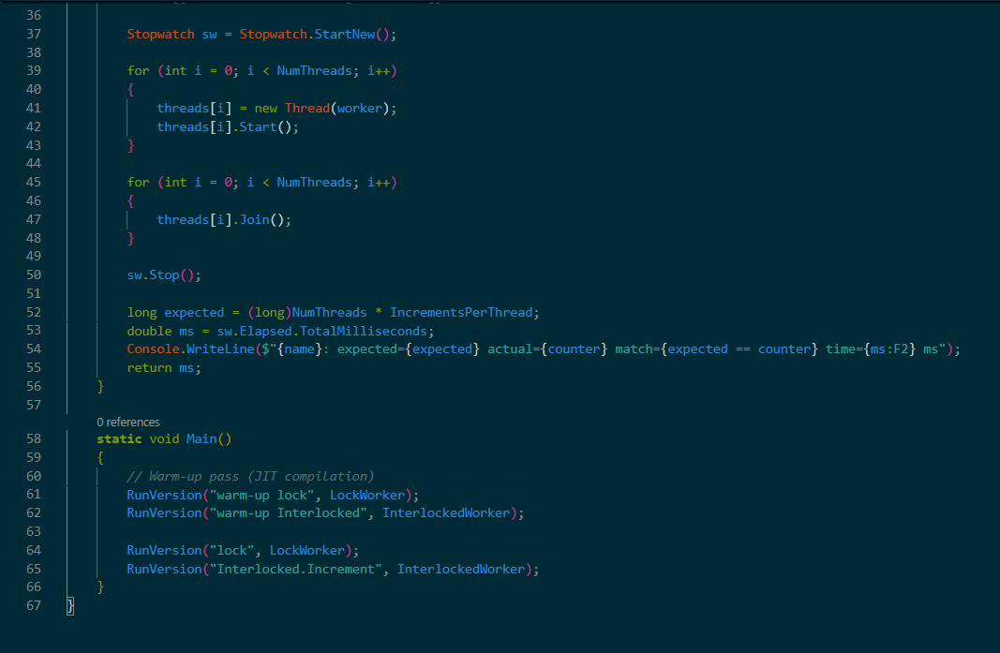 36
37 Stopwatch sw = Stopwatch.StartNew();
38
39 for (int i = 0; i < NumThreads; i++)
40 {
41 threads[i] = new Thread(worker);
42 threads[i].Start();
43 }
44
45 for (int i = 0; i < NumThreads; i++)
46 {
47 threads[i].Join();
48 }
49
50 sw.Stop();
51
52 long expected = (long)NumThreads * IncrementsPerThread;
53 double ms = sw.Elapsed.TotalMilliseconds;
54 Console.WriteLine($"{name}: expected={expected} actual={counter} match={expected == counter} time={ms:F2} ms");
55 return ms;
56 }
57
0 references
58 static void Main()
59 {
60 // Warm-up pass (JIT compilation)
61 RunVersion("warm-up lock", LockWorker);
62 RunVersion("warm-up Interlocked", InterlockedWorker);
63
64 RunVersion("lock", LockWorker);
65 RunVersion("Interlocked.Increment", InterlockedWorker);
66 }
67 }